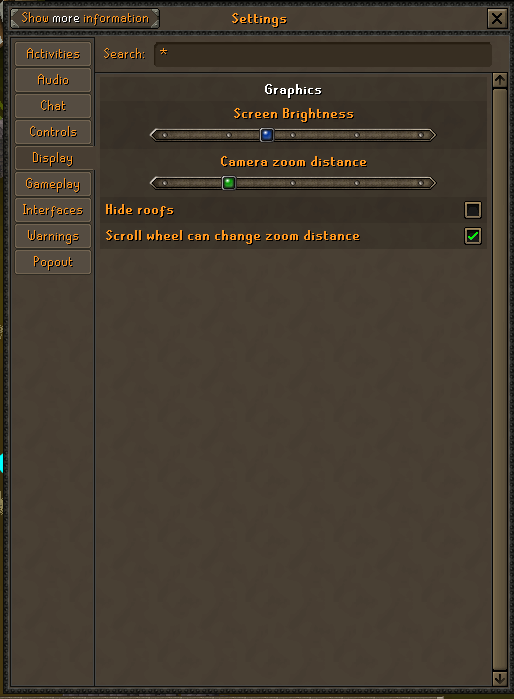 Show more information
Settings
Search: *
Activities
Audio
Chat
Controls
Display
Gameplay
Interfaces
Warnings
Popout
Graphics
Screen Brightness
Camera zoom distance
Hide roofs
Scroll wheel can change zoom distance